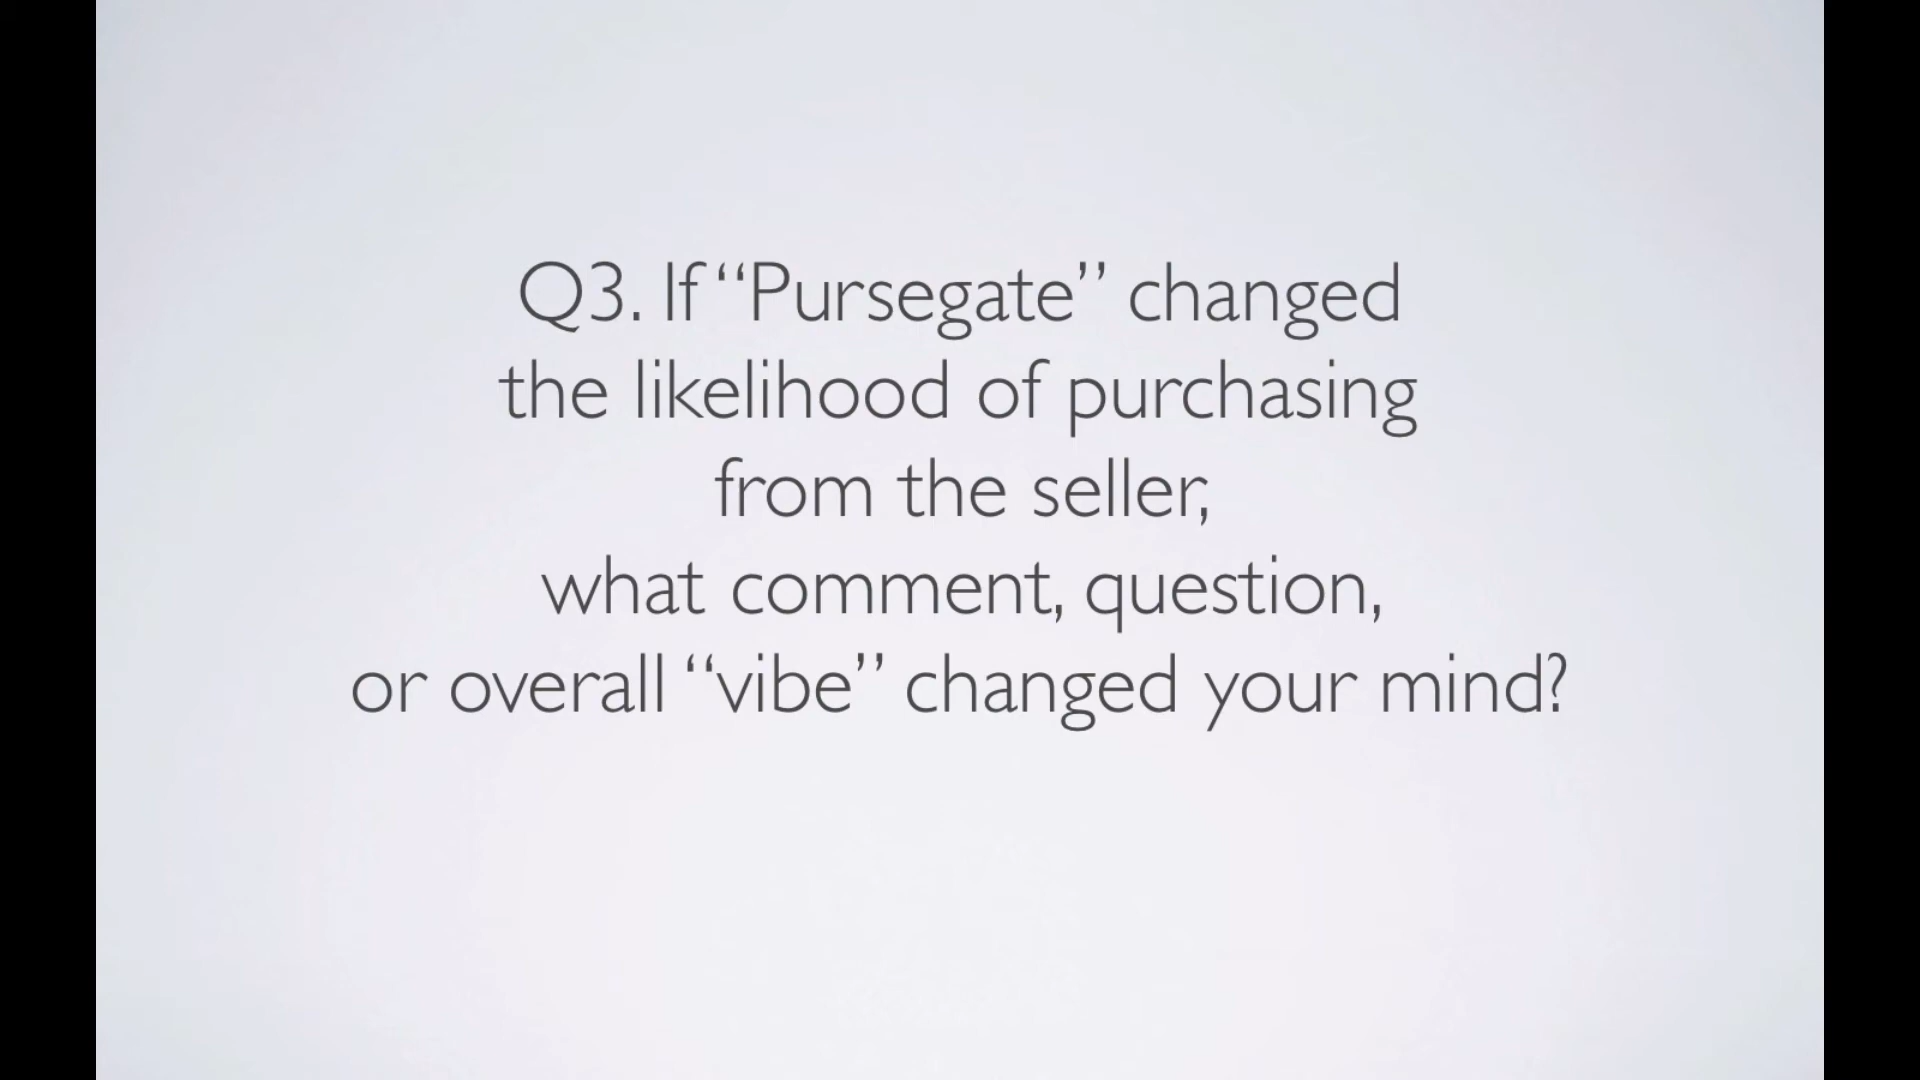 Q3. If “Pursegate” changed
the likelihood of purchasing
from the seller,
what comment, question,
or overall “vibe” changed your mind?